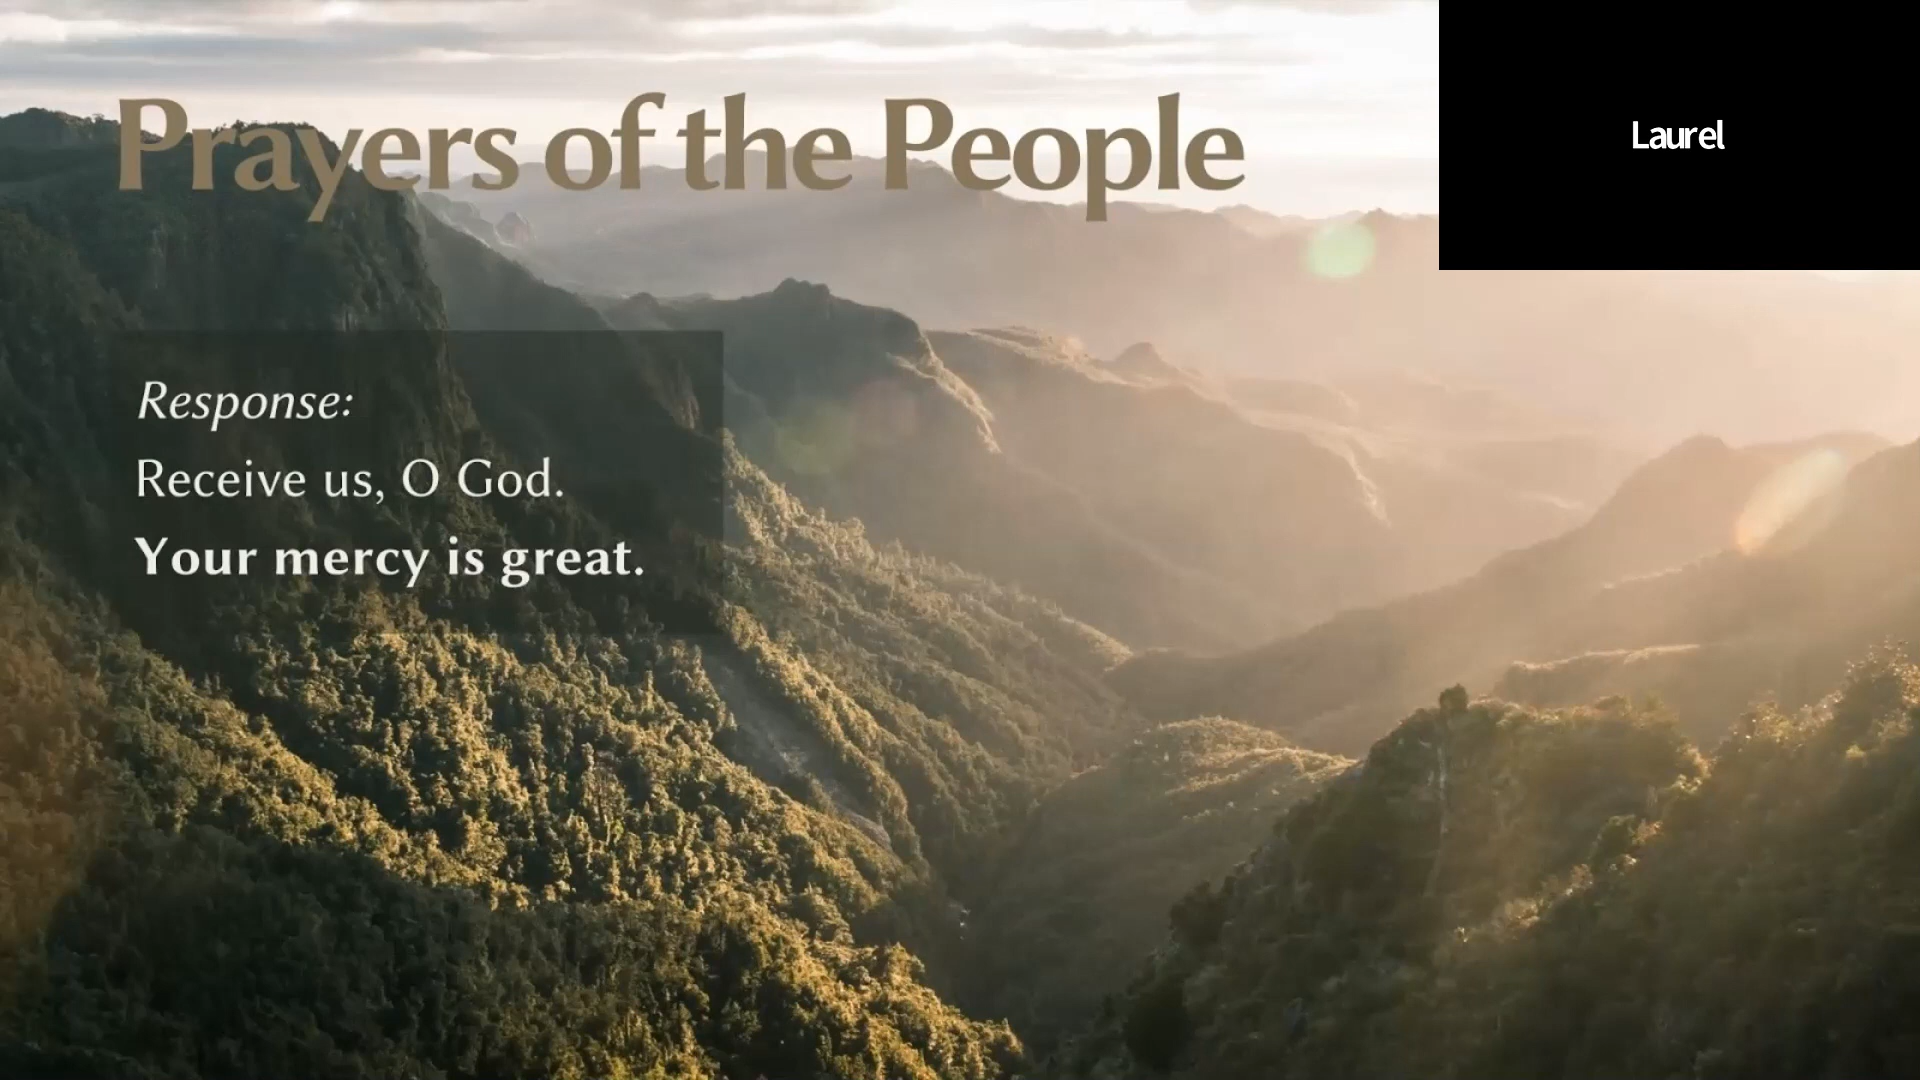 Prayers of the People
Laurel
Response:
Receive us, O God.
Your mercy is great.